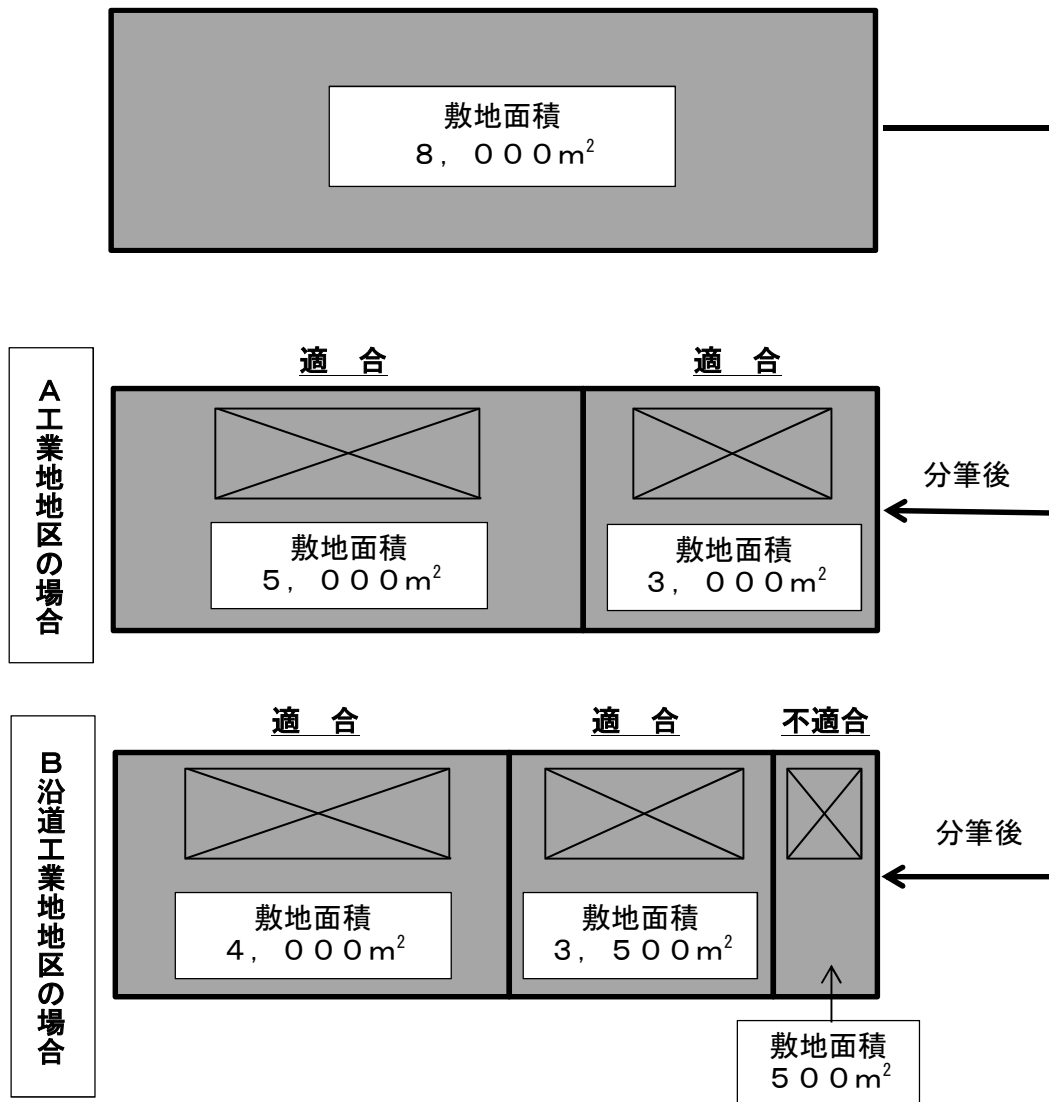 敷地面積
８，０００m²
A工業地地区の場合
適　合
適　合
敷地面積
５，０００m²
敷地面積
３，０００m²
分筆後
B沿道工業地地区の場合
適　合
適　合
不適合
敷地面積
４，０００m²
敷地面積
３，５００m²
分筆後
敷地面積
５００m²